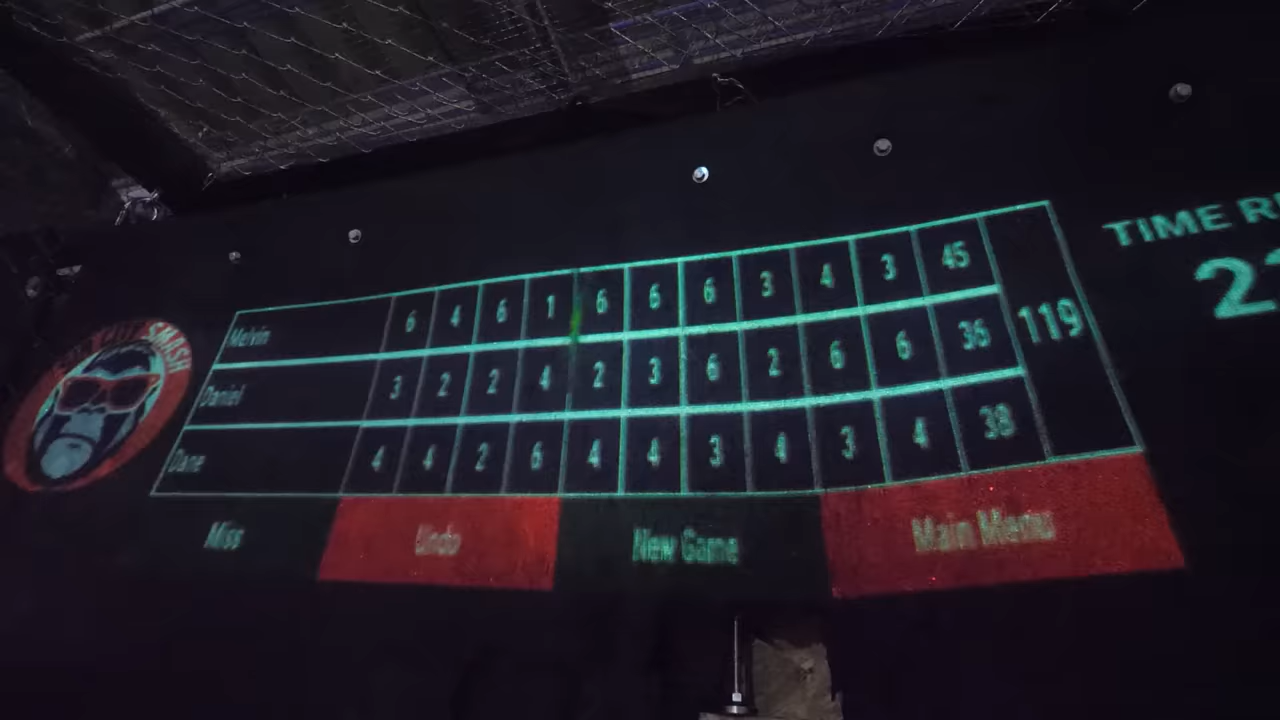 SMASH
TIME
Melvin 6 4 6 1 6 6 6 3 4 3 45
Daniel 3 2 2 4 2 3 6 2 6 6 36
Dane 4 4 2 6 4 4 3 4 3 4 38
119
Miss Undo New Game Main Menu